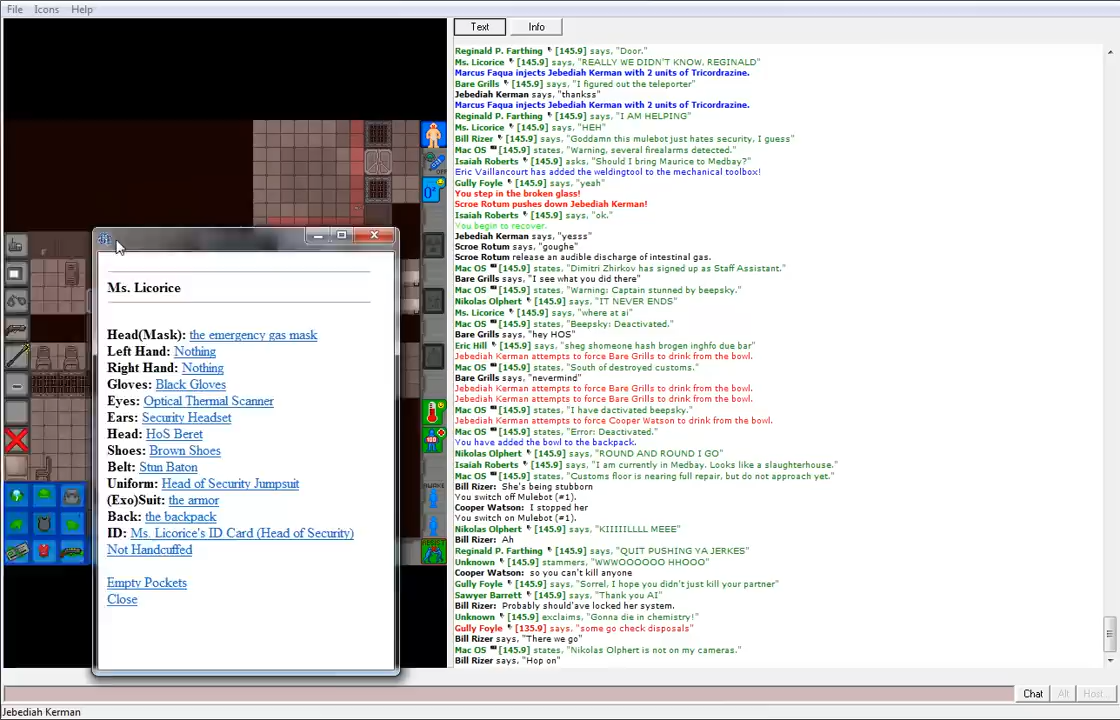 File Icons Help
Text Info
Reginald P. Farthing [145.9] says, "Door."
Ms. Licorice [145.9] says, "REALLY WE DIDN'T KNOW, REGINALD"
Marcus Faqua injects Jebediah Kerman with 2 units of Tricordrazine.
Bare Grills [145.9] says, "I figured out the teleporter"
Jebediah Kerman says, "thankss"
Marcus Faqua injects Jebediah Kerman with 2 units of Tricordrazine.
Reginald P. Farthing [145.9] says, "I AM HELPING"
Ms. Licorice [145.9] says, "HEH"
Bill Rizer [145.9] says, "Goddamn this mulebot just hates security, I guess"
Mac OS [145.9] states, "Warning, several firealarms detected."
Isaiah Roberts [145.9] asks, "Should I bring Maurice to Medbay?"
Eric Vaillancourt has added the weldingtool to the mechanical toolbox!
Gully Foyle [145.9] says, "yeah"
You step in the broken glass!
Scroe Rotum pushes down Jebediah Kerman!
Isaiah Roberts [145.9] says, "ok."
You begin to recover.
Jebediah Kerman says, "yesss"
Scroe Rotum says, "goughe"
Scroe Rotum release an audible discharge of intestinal gas.
Mac OS [145.9] states, "Dimitri Zhirkov has signed up as Staff Assistant."
Bare Grills says, "I see what you did there"
Mac OS [145.9] states, "Warning: Captain stunned by beepsky."
Nikolas Olphert [145.9] says, "IT NEVER ENDS"
Ms. Licorice [145.9] says, "where at ai"
Mac OS [145.9] states, "Beepsky: Deactivated."
Bare Grills says, "hey HOS"
Eric Hill [145.9] says, "sheg shomeone hash brogen inghfo due bar"
Jebediah Kerman attempts to force Bare Grills to drink from the bowl.
Mac OS [145.9] states, "South of destroyed customs."
Bare Grills says, "nevermind"
Jebediah Kerman attempts to force Bare Grills to drink from the bowl.
Jebediah Kerman attempts to force Bare Grills to drink from the bowl.
Mac OS [145.9] states, "I have dactivated beepsky."
Jebediah Kerman attempts to force Cooper Watson to drink from the bowl.
Mac OS [145.9] states, "Error: Deactivated."
You have added the bowl to the backpack.
Nikolas Olphert [145.9] says, "ROUND AND ROUND I GO"
Isaiah Roberts [145.9] says, "I am currently in Medbay. Looks like a slaughterhouse."
Mac OS [145.9] states, "Customs floor is nearing full repair, but do not approach yet."
Bill Rizer: She's being stubborn
You switch off Mulebot (#1).
Cooper Watson: I stopped her
You switch on Mulebot (#1).
Nikolas Olphert [145.9] says, "KIIIIILLLL MEEE"
Bill Rizer: Ah
Reginald P. Farthing [145.9] says, "QUIT PUSHING YA JERKES"
Unknown [145.9] stammers, "WWWOOOOOO HHOOO"
Cooper Watson: so you can't kill anyone
Gully Foyle [145.9] says, "Sorrel, I hope you didn't just kill your partner"
Sawyer Barrett [145.9] says, "Thank you AI"
Bill Rizer: Probably should'ave locked her system.
Unknown [145.9] exclaims, "Gonna die in chemistry!"
Gully Foyle [135.9] says, "some go check disposals"
Bill Rizer says, "There we go"
Mac OS [145.9] states, "Nikolas Olphert is not on my cameras."
Bill Rizer says, "Hop on"
Ms. Licorice
Head(Mask): the emergency gas mask
Left Hand: Nothing
Right Hand: Nothing
Gloves: Black Gloves
Eyes: Optical Thermal Scanner
Ears: Security Headset
Head: HoS Beret
Shoes: Brown Shoes
Belt: Stun Baton
Uniform: Head of Security Jumpsuit
(Exo)Suit: the armor
Back: the backpack
ID: Ms. Licorice's ID Card (Head of Security)
Not Handcuffed
Empty Pockets
Close
Chat Alt Host...
Jebediah Kerman